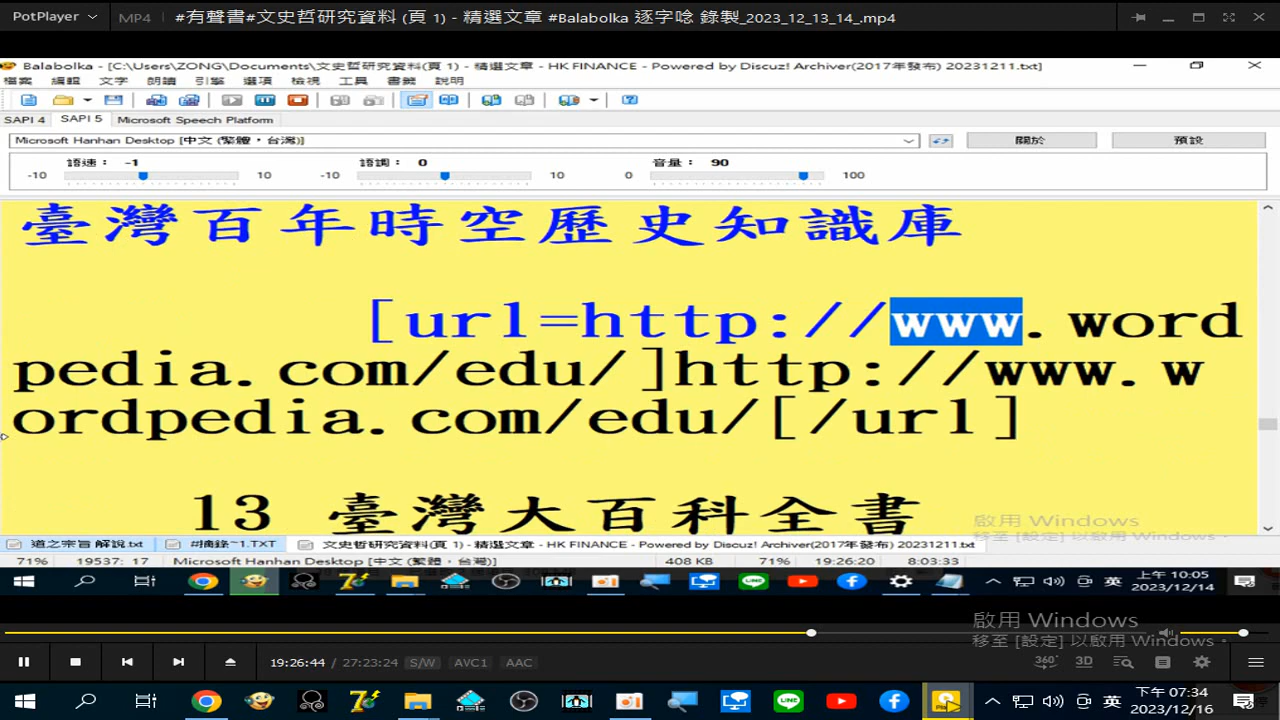 PotPlayer
MP4
#有聲書#文史哲研究資料 (頁 1) - 精選文章 #Balabolka 逐字唸 錄製_2023_12_13_14_.mp4
Balabolka - [C:\Users\ZONG\Documents\文史哲研究資料(頁 1) - 精選文章 - HK FINANCE - Powered by Discuz! Archiver(2017年發布) 20231211.txt]
檔案 編輯 文字 朗讀 引擎 選項 檢視 工具 書籤 說明
SAPI 4 SAPI 5 Microsoft Speech Platform
Microsoft Hanhan Desktop [中文 (繁體，台灣)] 關於 預設
語速： -1 語調： 0 音量： 90
-10 10 -10 10 0 100
臺灣百年時空歷史知識庫
[url=http://www.word
pedia.com/edu/]http://www.w
ordpedia.com/edu/[/url]
13 臺灣大百科全書
啟用 Windows
移至 [設定] 以啟用 Windows。
道之宗旨 解說.txt #摘錄~1.TXT 文史哲研究資料(頁 1) - 精選文章 - HK FINANCE - Powered by Discuz! Archiver(2017年發布) 20231211.txt
71% 19537: 17 Microsoft Hanhan Desktop [中文 (繁體，台灣)] 408 KB 71% 19:26:20 8:03:33
英 上午 10:05
2023/12/14
啟用 Windows
移至 [設定] 以啟用 Windows。
19:26:44 / 27:23:24 S/W AVC1 AAC 360° 3D
英 下午 07:34
2023/12/16